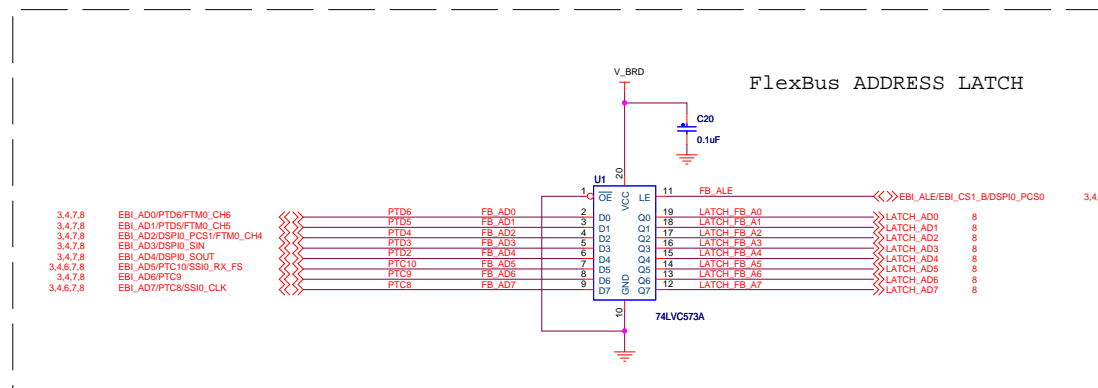 V_BRD
FlexBus ADDRESS LATCH
C20
0.1uF
20
U1
1 OE VCC LE 11 FB_ALE EBI_ALE/EBI_CS1_B/DSPI0_PCS0 3,4,
3,4,7,8 EBI_AD0/PTD6/FTM0_CH6 PTD6 FB_AD0 2 D0 Q0 19 LATCH_FB_A0 LATCH_AD0 8
3,4,7,8 EBI_AD1/PTD5/FTM0_CH5 PTD5 FB_AD1 3 D1 Q1 18 LATCH_FB_A1 LATCH_AD1 8
3,4,7,8 EBI_AD2/DSPI0_PCS1/FTM0_CH4 PTD4 FB_AD2 4 D2 Q2 17 LATCH_FB_A2 LATCH_AD2 8
3,4,7,8 EBI_AD3/DSPI0_SIN PTD3 FB_AD3 5 D3 Q3 16 LATCH_FB_A3 LATCH_AD3 8
3,4,7,8 EBI_AD4/DSPI0_SOUT PTD2 FB_AD4 6 D4 Q4 15 LATCH_FB_A4 LATCH_AD4 8
3,4,6,7,8 EBI_AD5/PTC10/SSI0_RX_FS PTC10 FB_AD5 7 D5 Q5 14 LATCH_FB_A5 LATCH_AD5 8
3,4,7,8 EBI_AD6/PTC9 PTC9 FB_AD6 8 D6 Q6 13 LATCH_FB_A6 LATCH_AD6 8
3,4,6,7,8 EBI_AD7/PTC8/SSI0_CLK PTC8 FB_AD7 9 D7 GND Q7 12 LATCH_FB_A7 LATCH_AD7 8
10
74LVC573A